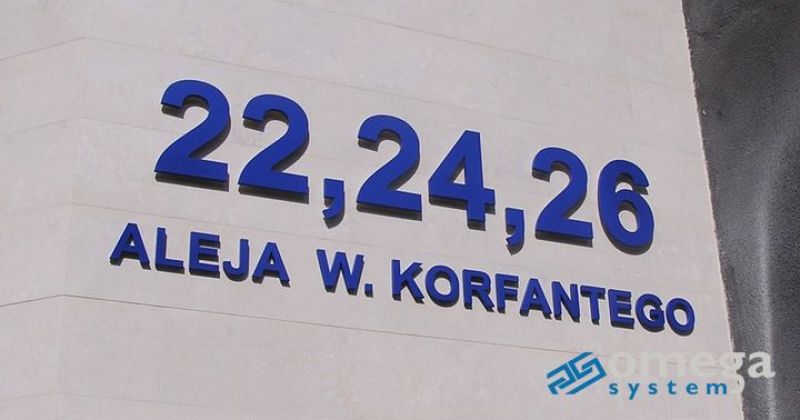 22,24,26
ALEJA W. KORFANTEGO
omega
system